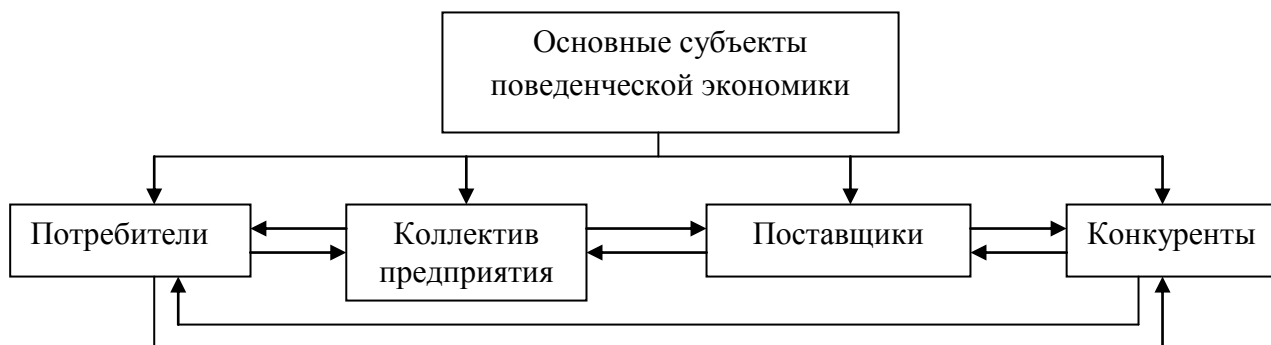 Основные субъекты
поведенческой экономики
Потребители
Коллектив
предприятия
Поставщики
Конкуренты